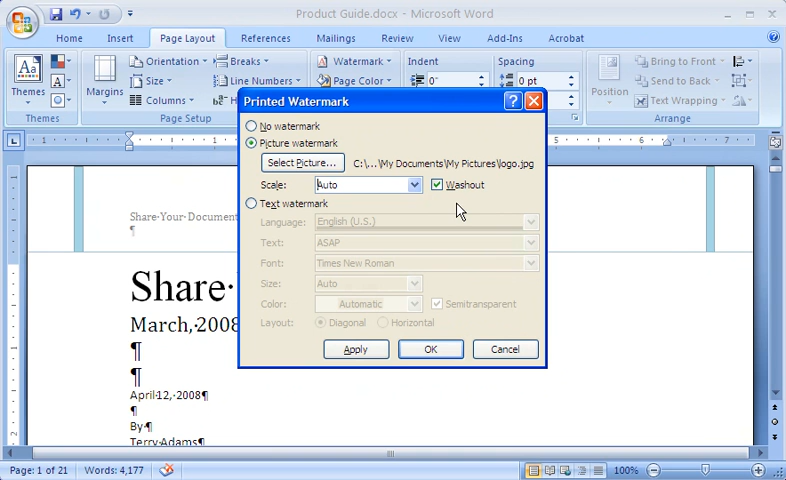 Product Guide.docx - Microsoft Word
Home Insert Page Layout References Mailings Review View Add-Ins Acrobat
Orientation Breaks Watermark Indent Spacing Bring to Front
Themes Margins Size Line Numbers Page Color 0" 0 pt Position Send to Back
Columns Text Wrapping
Themes Page Setup Arrange
Printed Watermark
No watermark
Picture watermark
Select Picture... C:\...\My Documents\My Pictures\logo.jpg
Scale: Auto Washout
Text watermark
Language: English (U.S.)
Text: ASAP
Font: Times New Roman
Size: Auto
Color: Automatic Semitransparent
Layout: Diagonal Horizontal
Apply OK Cancel
Share·Your·Document
¶
Share·
March,·2008
¶
¶
April·12,·2008¶
¶
By·¶
Terry·Adams¶
Page: 1 of 21 Words: 4,177 100%